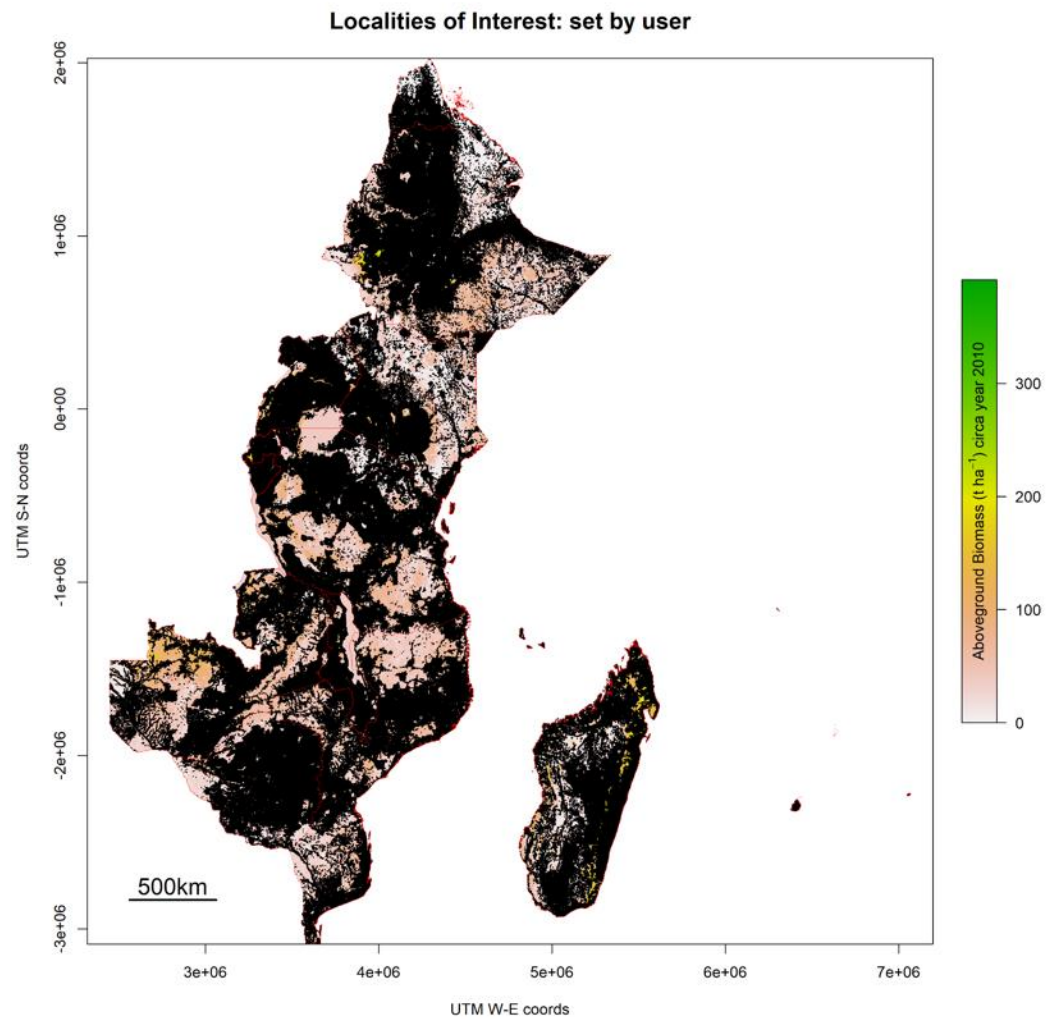 Localities of Interest: set by user
2e+06
1e+06
0e+00
-1e+06
-2e+06
-3e+06
UTM S-N coords
500km
3e+06
4e+06
5e+06
6e+06
7e+06
UTM W-E coords
300
200
100
0
Aboveground Biomass (t ha⁻¹) circa year 2010